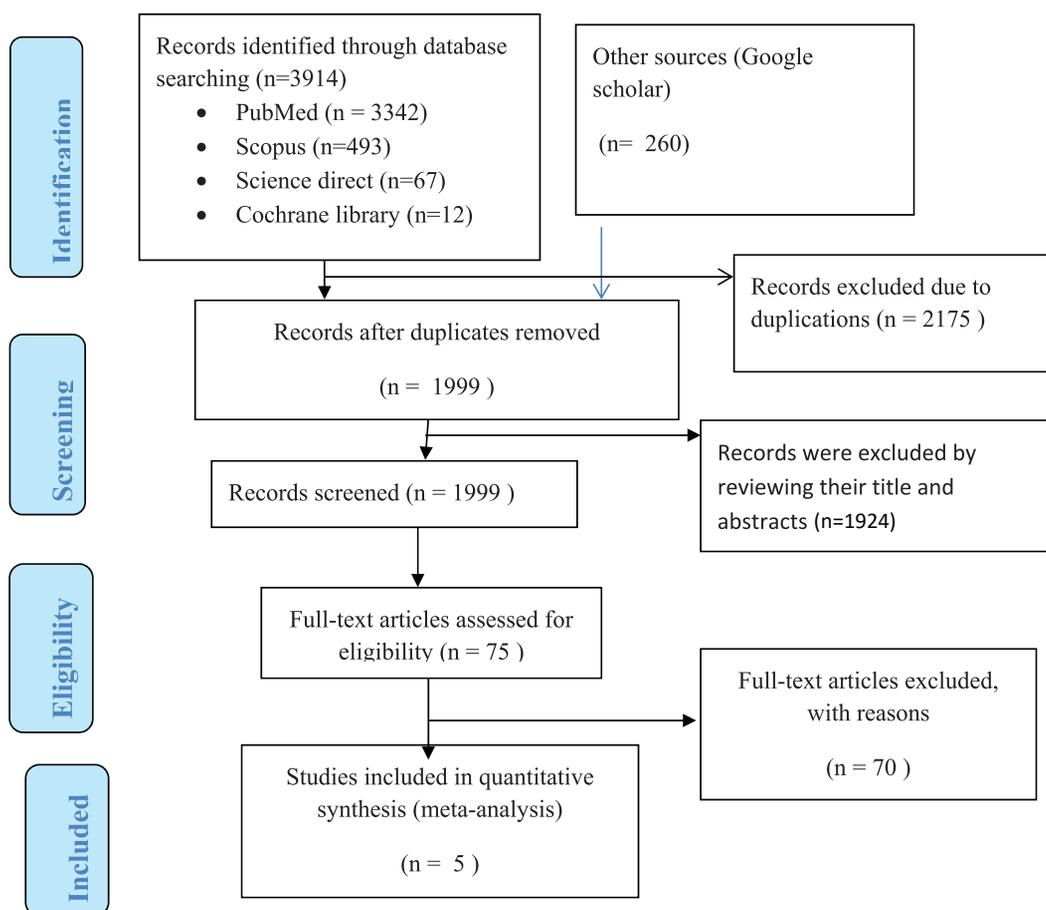 Identification
Records identified through database
searching (n=3914)
• PubMed (n = 3342)
• Scopus (n=493)
• Science direct (n=67)
• Cochrane library (n=12)
Other sources (Google
scholar)
(n= 260)
Records excluded due to
duplications (n = 2175 )
Records after duplicates removed
(n = 1999 )
Screening
Records were excluded by
reviewing their title and
abstracts (n=1924)
Records screened (n = 1999 )
Eligibility
Full-text articles assessed for
eligibility (n = 75 )
Full-text articles excluded,
with reasons
(n = 70 )
Included
Studies included in quantitative
synthesis (meta-analysis)
(n = 5 )